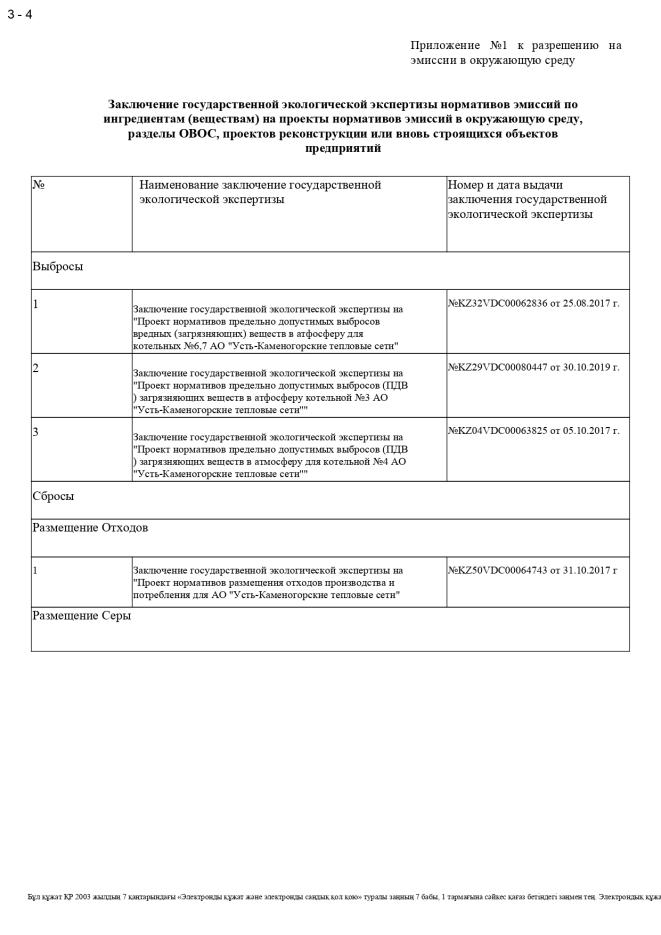 3 - 4
Приложение №1 к разрешению на
эмиссии в окружающую среду
Заключение государственной экологической экспертизы нормативов эмиссий по
ингредиентам (веществам) на проекты нормативов эмиссий в окружающую среду,
разделы ОВОС, проектов реконструкции или вновь строящихся объектов
предприятий
№
Наименование заключение государственной
экологической экспертизы
Номер и дата выдачи
заключения государственной
экологической экспертизы
Выбросы
1
Заключение государственной экологической экспертизы на
"Проект нормативов предельно допустимых выбросов
вредных (загрязняющих) веществ в атфосферу для
котельных №6,7 АО "Усть-Каменогорские тепловые сети"
№KZ32VDC00062836 от 25.08.2017 г.
2
Заключение государственной экологической экспертизы на
"Проект нормативов предельно допустимых выбросов (ПДВ
) загрязняющих веществ в атфосферу котельной №3 АО
"Усть-Каменогорские тепловые сети""
№KZ29VDC00080447 от 30.10.2019 г.
3
Заключение государственной экологической экспертизы на
"Проект нормативов предельно допустимых выбросов (ПДВ
) загрязняющих веществ в атмосферу для котельной №4 АО
"Усть-Каменогорские тепловые сети""
№KZ04VDC00063825 от 05.10.2017 г.
Сбросы
Размещение Отходов
1
Заключение государственной экологической экспертизы на
"Проект нормативов размещения отходов производства и
потребления для АО "Усть-Каменогорские тепловые сети"
№KZ50VDC00064743 от 31.10.2017 г
Размещение Серы
Бұл құжат ҚР 2003 жылдың 7 қаңтарындағы «Электронды құжат және электронды сандық қол қою» туралы заңның 7 бабы, 1 тармағына сәйкес қағаз бетіндегі заңмен тең. Электрондық